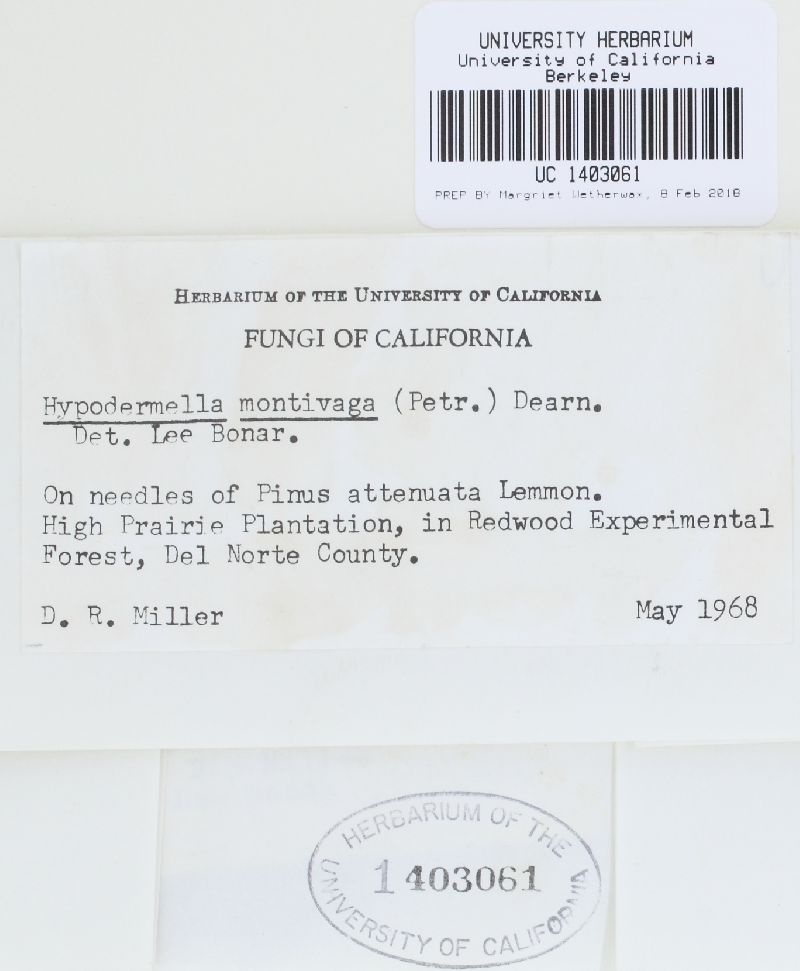 UNIVERSITY HERBARIUM
University of California
Berkeley
UC 1403061
PREP BY Margriet Wetherwax, 8 Feb 2018
HERBARIUM OF THE UNIVERSITY OF CALIFORNIA
FUNGI OF CALIFORNIA
Hypodermella montivaga (Petr.) Dearn.
Det. Lee Bonar.
On needles of Pinus attenuata Lemmon.
High Prairie Plantation, in Redwood Experimental
Forest, Del Norte County.
D. R. Miller May 1968
HERBARIUM OF THE
1403061
UNIVERSITY OF CALIFORNIA